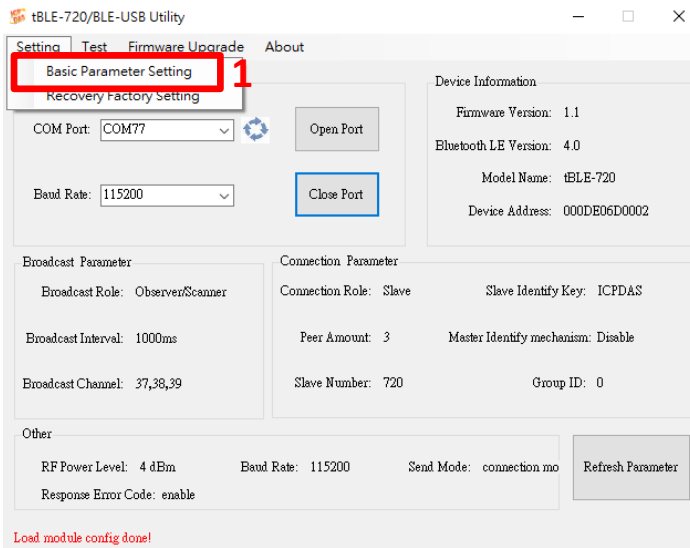 tBLE-720/BLE-USB Utility
Setting Test Firmware Upgrade About
Basic Parameter Setting 1
Recovery Factory Setting
COM Port: COM77 Open Port
Baud Rate: 115200 Close Port
Device Information
Firmware Version: 1.1
Bluetooth LE Version: 4.0
Model Name: tBLE-720
Device Address: 000DE06D0002
Broadcast Parameter
Broadcast Role: Observer/Scanner
Broadcast Interval: 1000ms
Broadcast Channel: 37,38,39
Connection Parameter
Connection Role: Slave Slave Identify Key: ICPDAS
Peer Amount: 3 Master Identify mechanism: Disable
Slave Number: 720 Group ID: 0
Other
RF Power Level: 4 dBm Baud Rate: 115200 Send Mode: connection mo
Response Error Code: enable
Refresh Parameter
Load module config done!